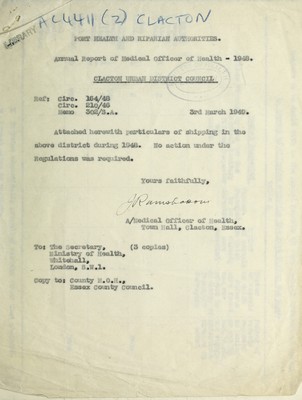 AC4411 (2) CLACTON
LIBRARY
PORT HEALTH AND RIPARIAN AUTHORITIES.
Annual Report of Medical Officer of Health - 1948.
CLACTON URBAN DISTRICT COUNCIL
Ref: Circ. 164/48
Circ. 210/48
Memo 302/S.A.
3rd March 1949.
Attached herewith particulars of shipping in the
above district during 1948. No action under the
Regulations was required.
Yours faithfully,
A/Medical Officer of Health,
Town Hall, Clacton, Essex.
To: The Secretary, (3 copies)
Ministry of Health,
Whitehall,
London, S.W.1.
Copy to: County M.O.H.,
Essex County Council.